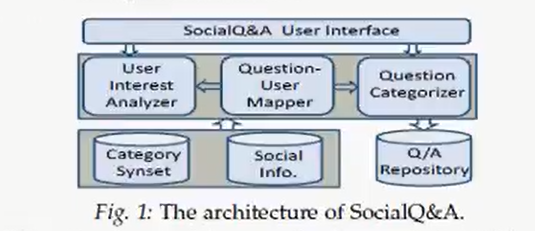 SocialQ&A User Interface
User
Interest
Analyzer
Question-
User
Mapper
Question
Categorizer
Category
Synset
Social
Info.
Q/A
Repository
Fig. 1: The architecture of SocialQ&A.